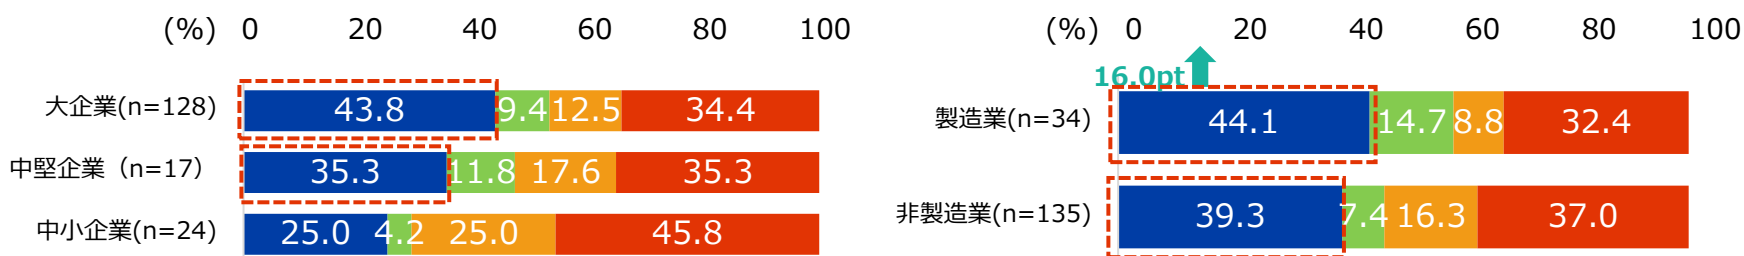 (%) 0 20 40 60 80 100
大企業(n=128) 43.8 9.4 12.5 34.4
中堅企業（n=17） 35.3 11.8 17.6 35.3
中小企業(n=24) 25.0 4.2 25.0 45.8
(%) 0 20 40 60 80 100
16.0pt
製造業(n=34) 44.1 14.7 8.8 32.4
非製造業(n=135) 39.3 7.4 16.3 37.0